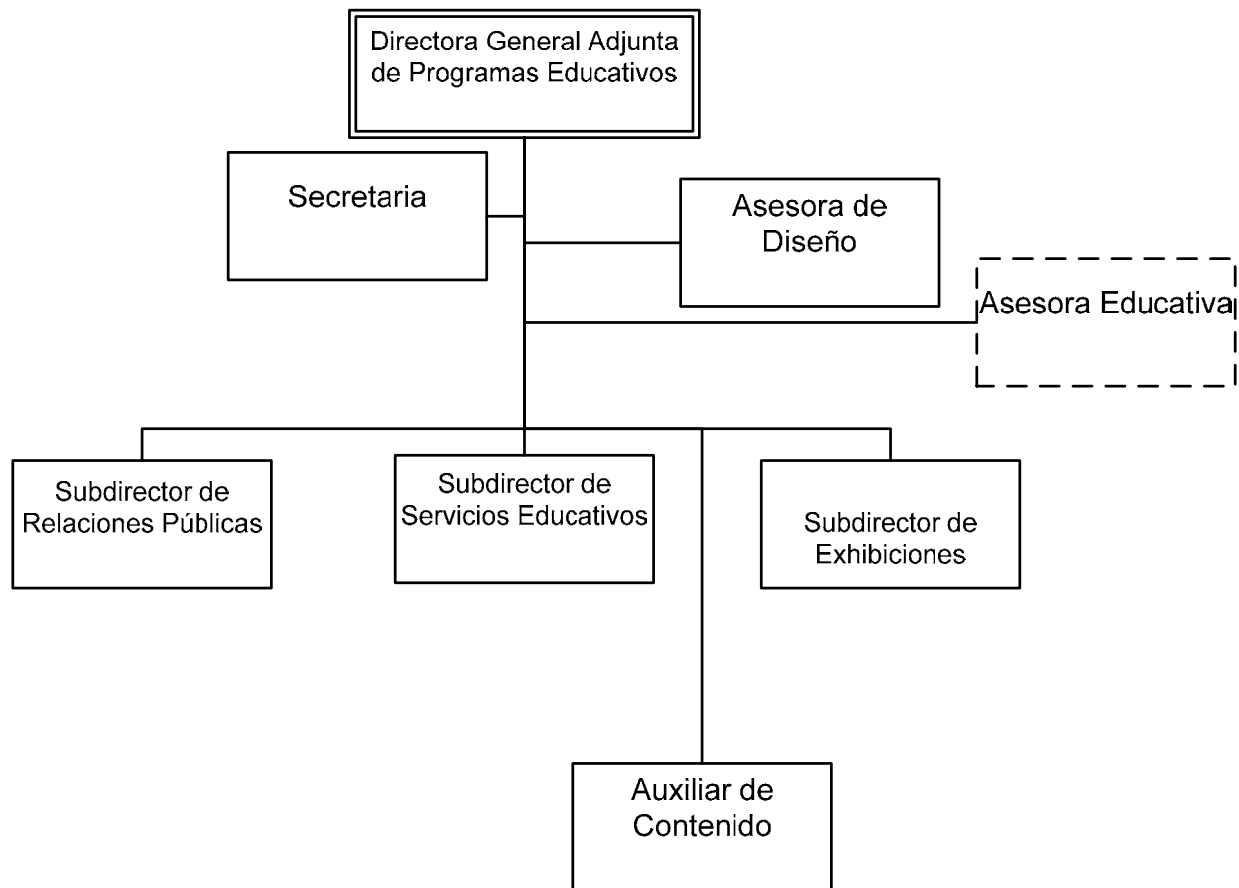 Directora General Adjunta
de Programas Educativos
Secretaria
Asesora de
Diseño
Asesora Educativa
Subdirector de
Relaciones Públicas
Subdirector de
Servicios Educativos
Subdirector de
Exhibiciones
Auxiliar de
Contenido